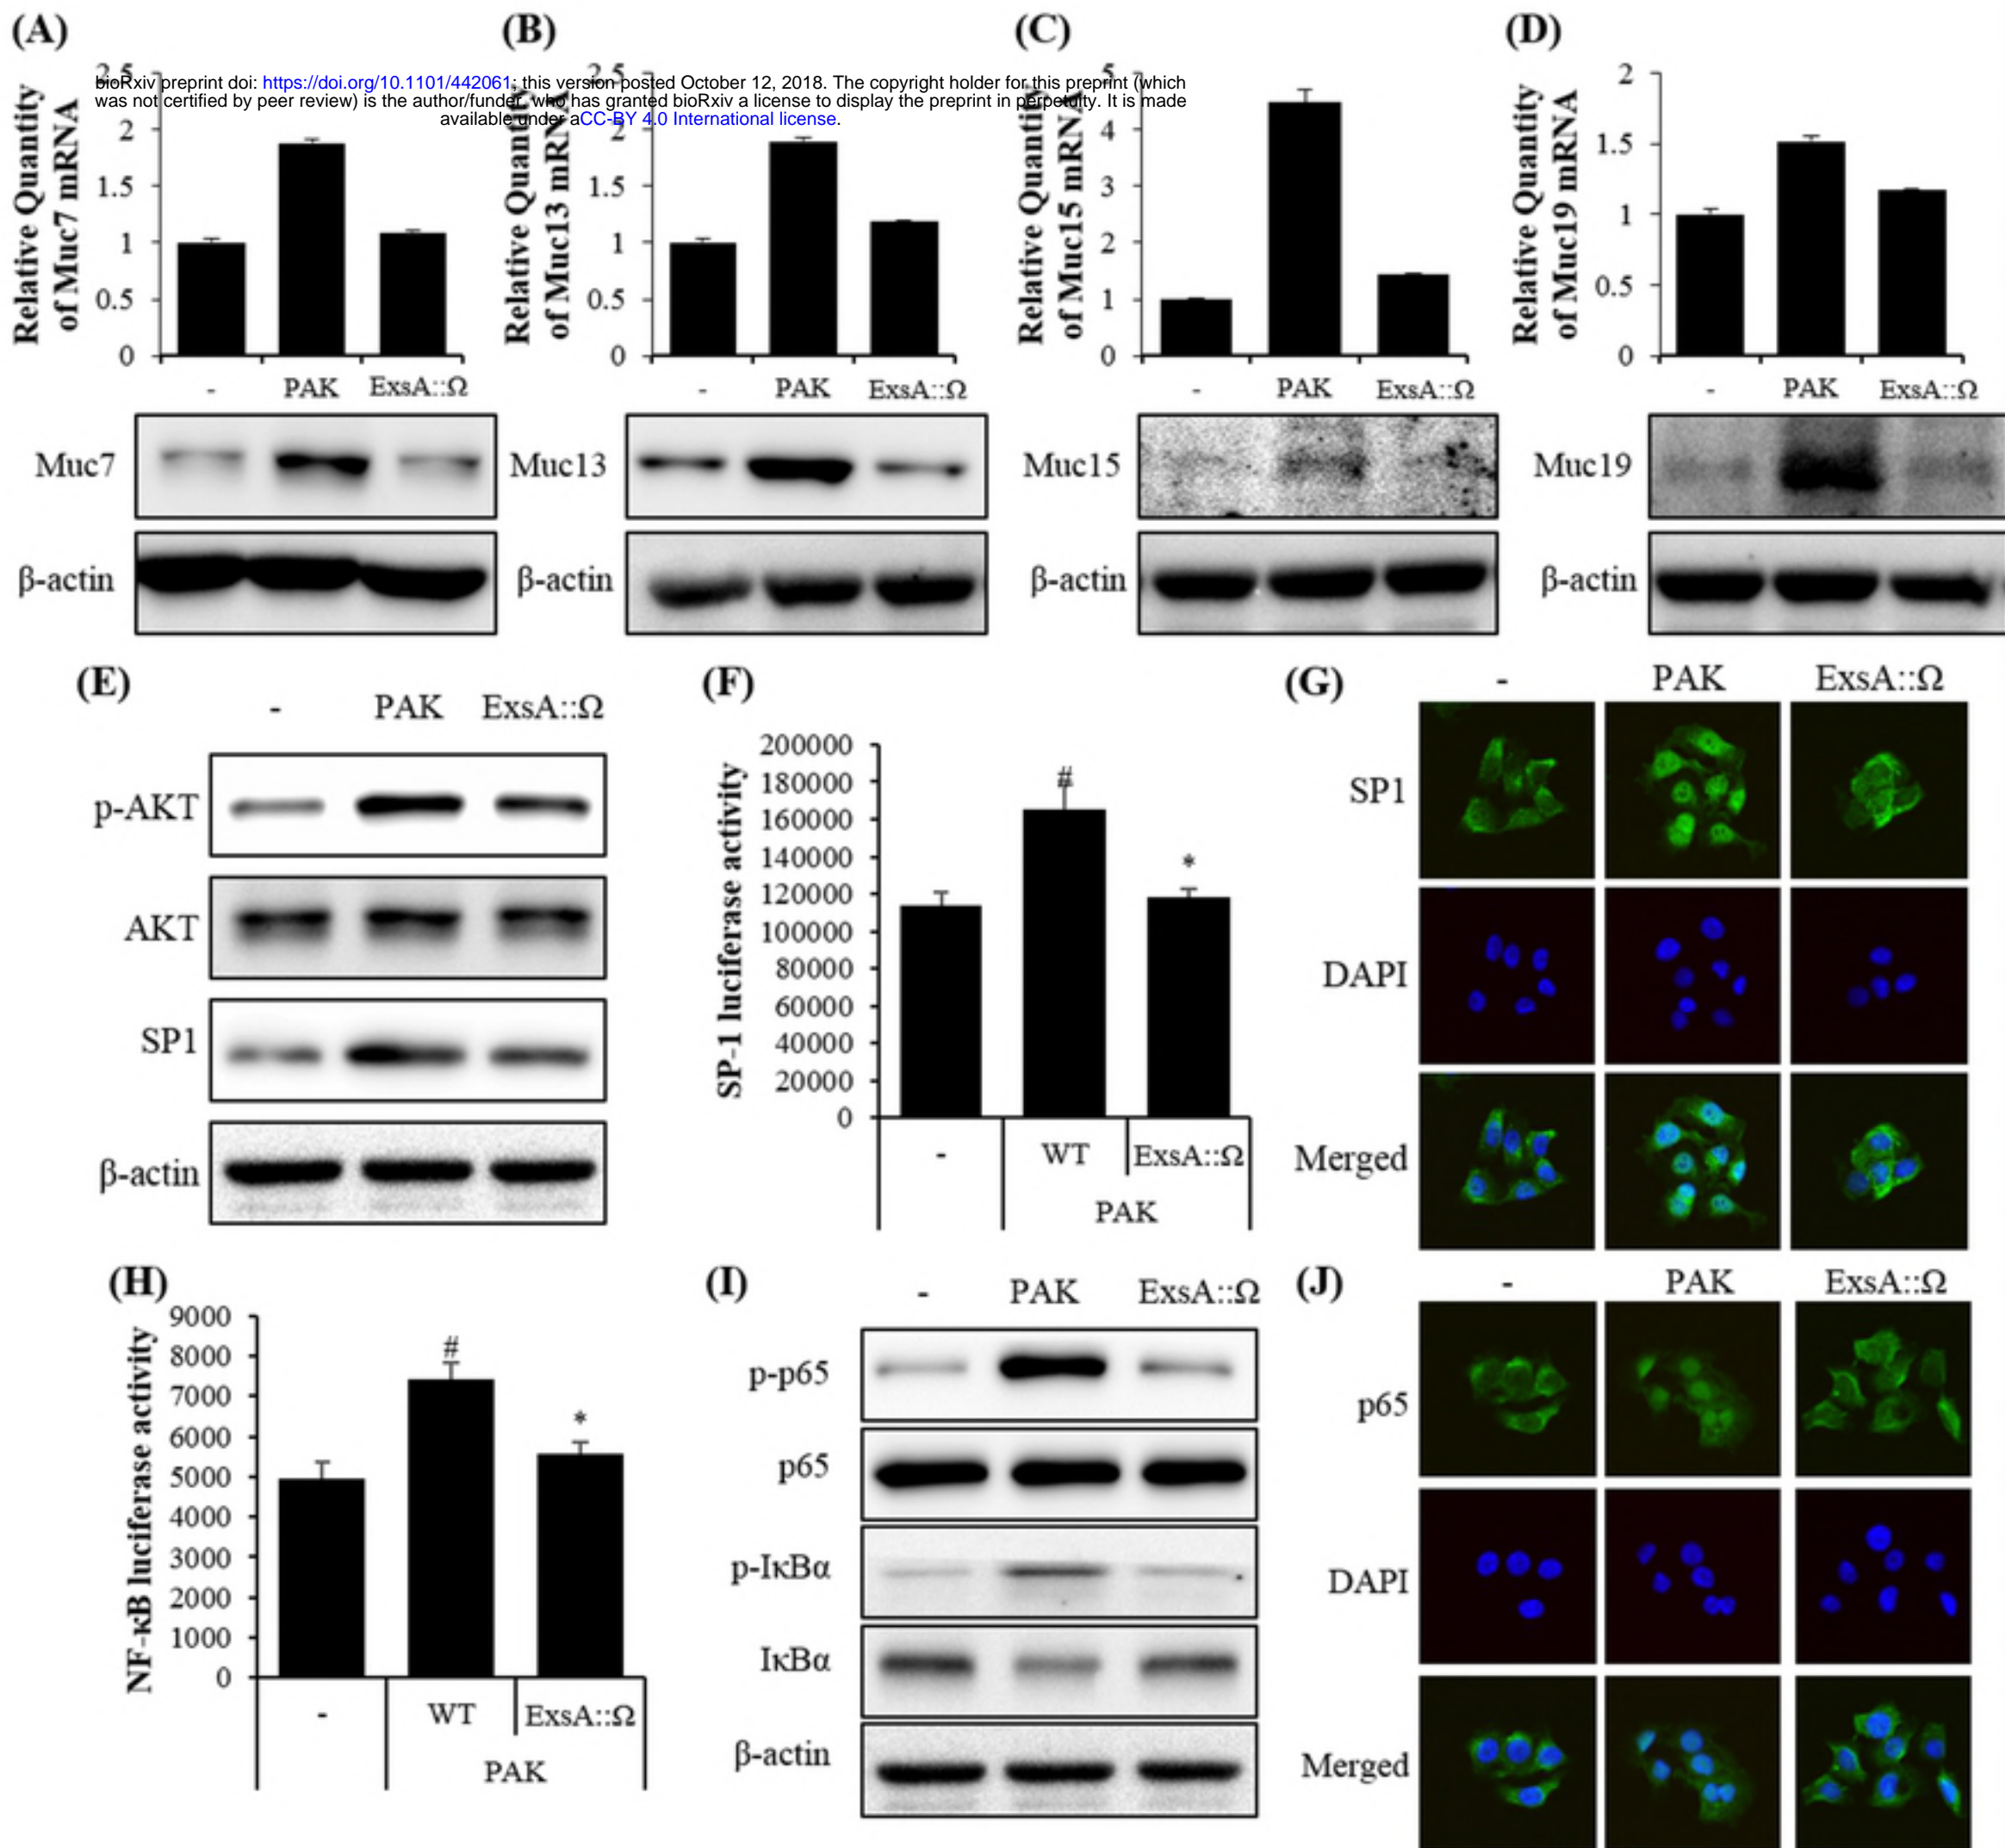 (A)
(B)
(C)
(D)
bioRxiv preprint doi: https://doi.org/10.1101/442061; this version posted October 12, 2018. The copyright holder for this preprint (which
was not certified by peer review) is the author/funder, who has granted bioRxiv a license to display the preprint in perpetuity. It is made
available under aCC-BY 4.0 International license.
Relative Quantity
of Muc7 mRNA
2.5
2
1.5
1
0.5
0
- PAK ExsA::Ω
Muc7
β-actin
Relative Quantity
of Muc13 mRNA
2.5
2
1.5
1
0.5
0
- PAK ExsA::Ω
Muc13
β-actin
Relative Quantity
of Muc15 mRNA
5
4
3
2
1
0
- PAK ExsA::Ω
Muc15
β-actin
Relative Quantity
of Muc19 mRNA
2
1.5
1
0.5
0
- PAK ExsA::Ω
Muc19
β-actin
(E)
- PAK ExsA::Ω
p-AKT
AKT
SP1
β-actin
(F)
SP-1 luciferase activity
200000
180000
160000
140000
120000
100000
80000
60000
40000
20000
0
#
*
- WT ExsA::Ω
PAK
(G)
- PAK ExsA::Ω
SP1
DAPI
Merged
(H)
NF-κB luciferase activity
9000
8000
7000
6000
5000
4000
3000
2000
1000
0
#
*
- WT ExsA::Ω
PAK
(I)
- PAK ExsA::Ω
p-p65
p65
p-IκBα
IκBα
β-actin
(J)
- PAK ExsA::Ω
p65
DAPI
Merged